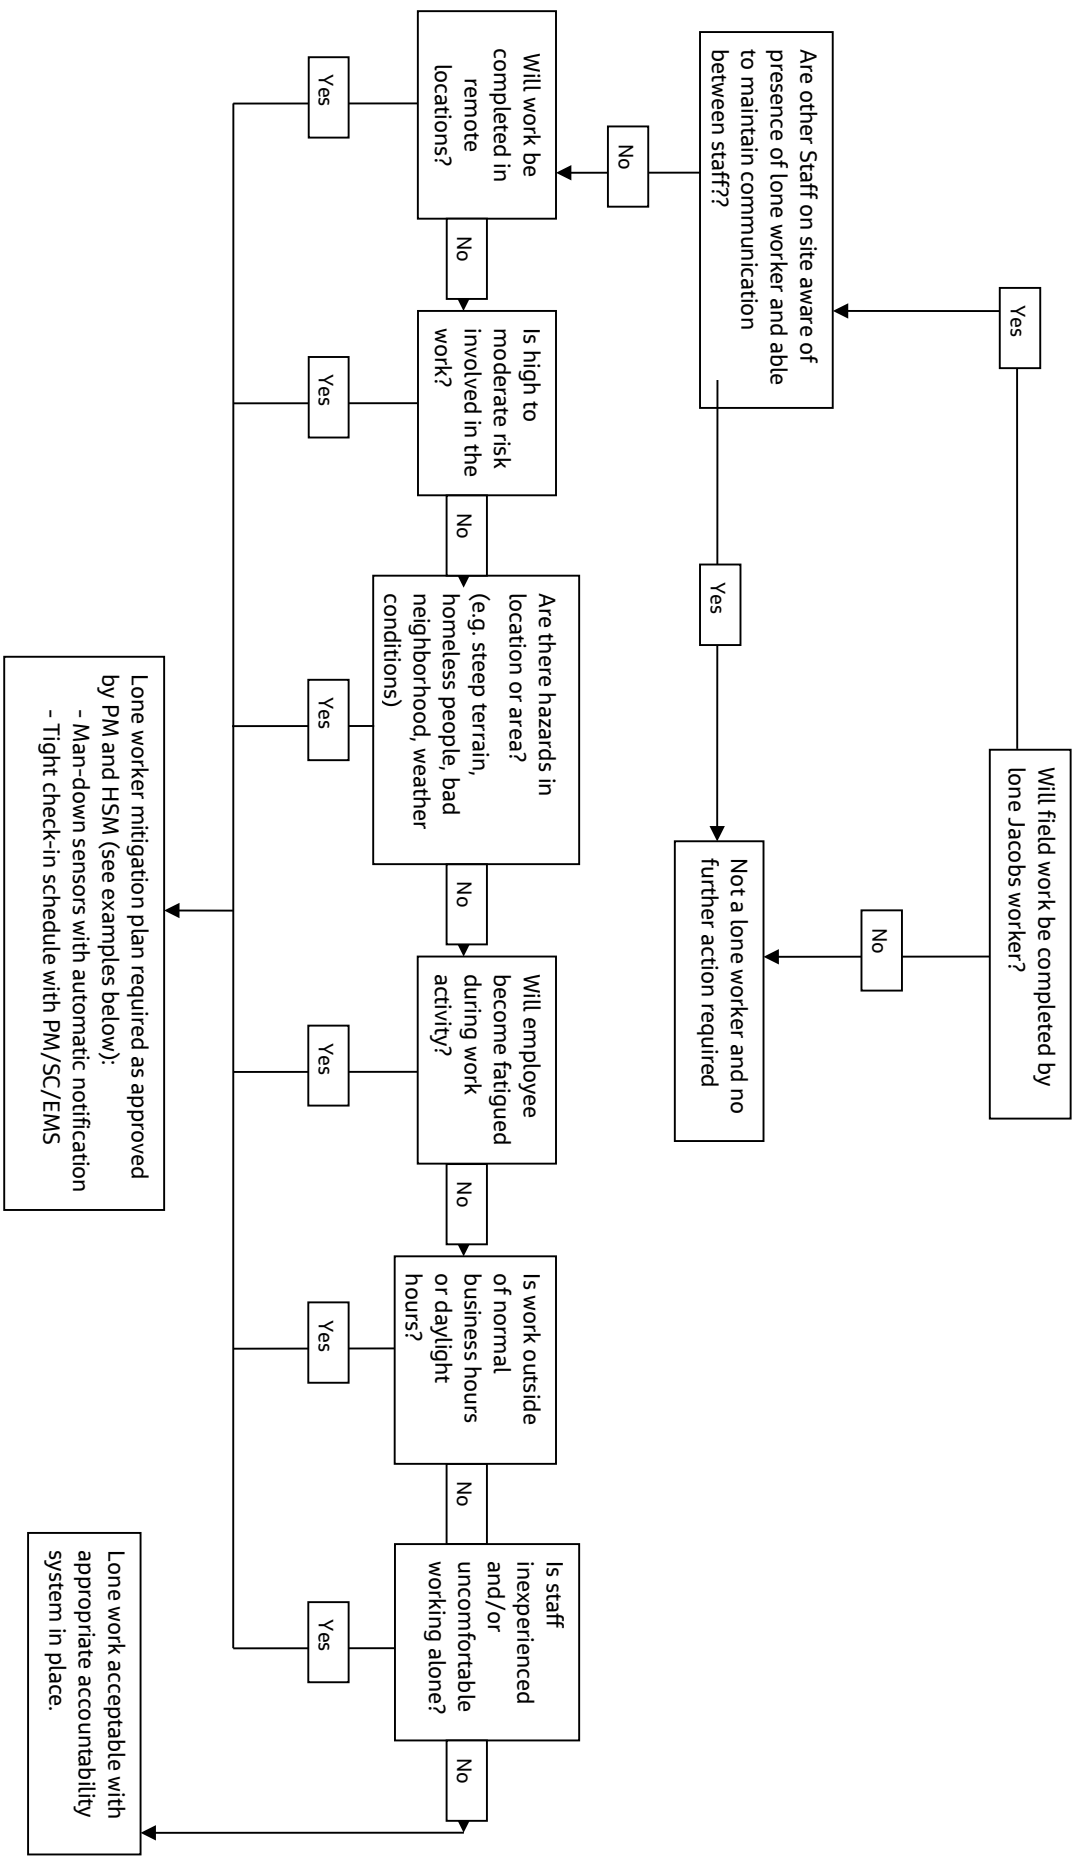 Will field work be completed by
lone Jacobs worker?
Yes
No
Are other Staff on site aware of
presence of lone worker and able
to maintain communication
between staff??
Yes
Not a lone worker and no
further action required
No
Will work be
completed in
remote
locations?
No
Is high to
moderate risk
involved in the
work?
No
Are there hazards in
location or area?
(e.g. steep terrain,
homeless people, bad
neighborhood, weather
conditions)
No
Will employee
become fatigued
during work
activity?
No
Is work outside
of normal
business hours
or daylight
hours?
No
Is staff
inexperienced
and/or
uncomfortable
working alone?
No
Yes
Yes
Yes
Yes
Yes
Yes
Lone worker mitigation plan required as approved
by PM and HSM (see examples below):
- Man-down sensors with automatic notification
- Tight check-in schedule with PM/SC/EMS
Lone work acceptable with
appropriate accountability
system in place.